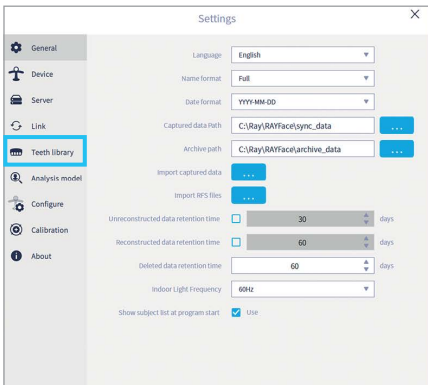 Settings
General
Device
Server
Link
Teeth library
Analysis model
Configure
Calibration
About
Language English
Name format Full
Date format YYYY-MM-DD
Captured data Path C:\Ray\RAYFace\sync_data ...
Archive path C:\Ray\RAYFace\archive_data ...
Import captured data ...
Import RFS files ...
Unreconstructed data retention time 30 days
Reconstructed data retention time 60 days
Deleted data retention time 60 days
Indoor Light Frequency 60Hz
Show subject list at program start Use